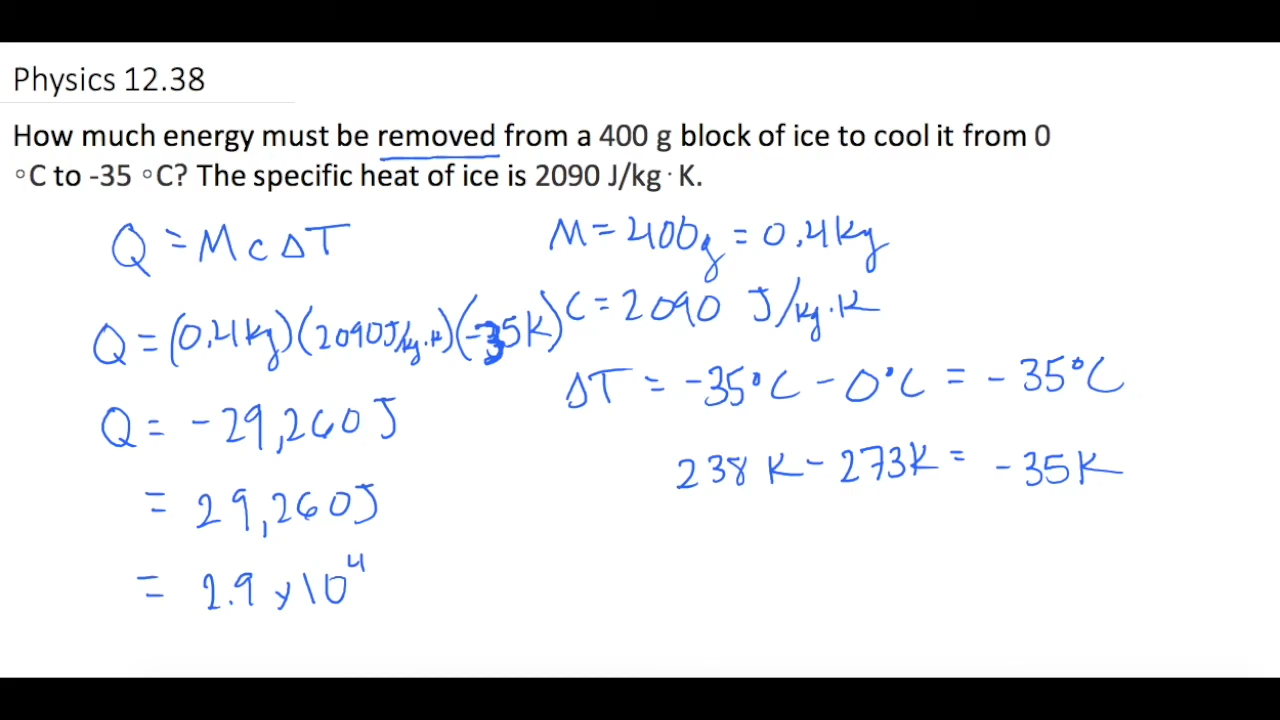 Physics 12.38
How much energy must be removed from a 400 g block of ice to cool it from 0
°C to -35 °C? The specific heat of ice is 2090 J/kg · K.
Q = McΔT
Q = (0.4kg)(2090J/kg·K)(-35K)
Q = -29,260J
= 29,260J
= 2.9 x10⁴
M = 400g = 0.4kg
C = 2090 J/kg·K
ΔT = -35°C - 0°C = -35°C
238 K - 273K = -35K